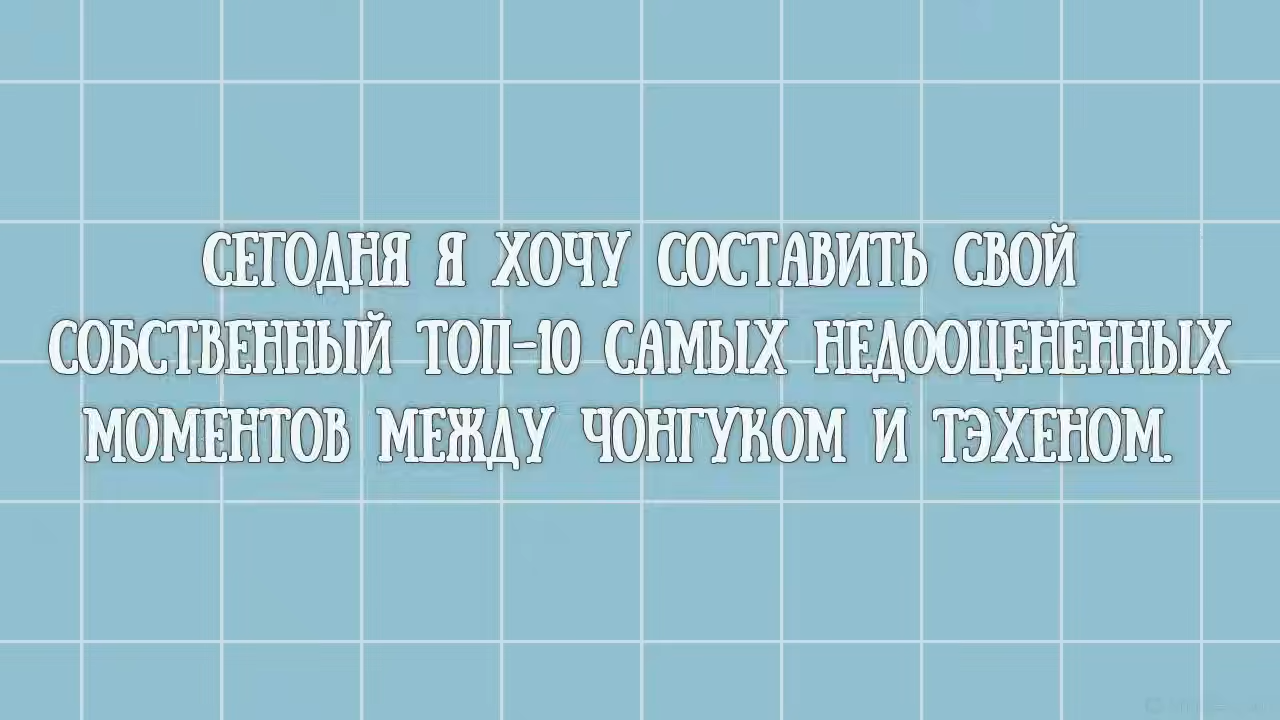 СЕГОДНЯ Я ХОЧУ СОСТАВИТЬ СВОЙ
СОБСТВЕННЫЙ ТОП-10 САМЫХ НЕДООЦЕНЕННЫХ
МОМЕНТОВ МЕЖДУ ЧОНГУКОМ И ТЭХЕНОМ.